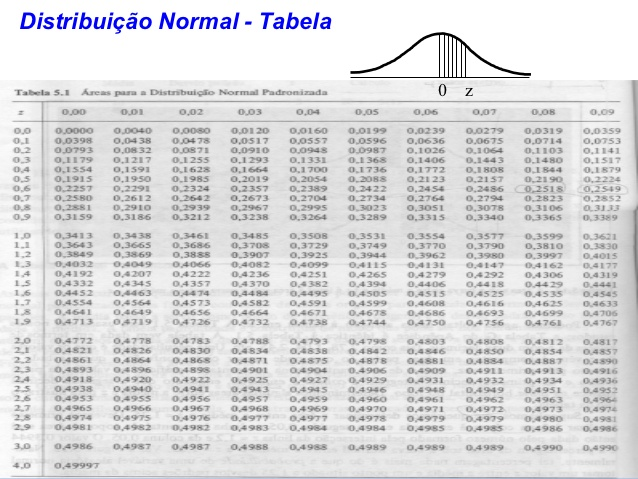 Distribuição Normal - Tabela
0 z
Tabela 5.1 Áreas para a Distribuição Normal Padronizada
z 0,00 0,01 0,02 0,03 0,04 0,05 0,06 0,07 0,08 0,09
0,0 0,0000 0,0040 0,0080 0,0120 0,0160 0,0199 0,0239 0,0279 0,0319 0,0359
0,1 0,0398 0,0438 0,0478 0,0517 0,0557 0,0596 0,0636 0,0675 0,0714 0,0753
0,2 0,0793 0,0832 0,0871 0,0910 0,0948 0,0987 0,1026 0,1064 0,1103 0,1141
0,3 0,1179 0,1217 0,1255 0,1293 0,1331 0,1368 0,1406 0,1443 0,1480 0,1517
0,4 0,1554 0,1591 0,1628 0,1664 0,1700 0,1736 0,1772 0,1808 0,1844 0,1879
0,5 0,1915 0,1950 0,1985 0,2019 0,2054 0,2088 0,2123 0,2157 0,2190 0,2224
0,6 0,2257 0,2291 0,2324 0,2357 0,2389 0,2422 0,2454 0,2486 0,2518 0,2549
0,7 0,2580 0,2612 0,2642 0,2673 0,2704 0,2734 0,2764 0,2794 0,2823 0,2852
0,8 0,2881 0,2910 0,2939 0,2967 0,2995 0,3023 0,3051 0,3078 0,3106 0,3133
0,9 0,3159 0,3186 0,3212 0,3238 0,3264 0,3289 0,3315 0,3340 0,3365 0,3389
1,0 0,3413 0,3438 0,3461 0,3485 0,3508 0,3531 0,3554 0,3577 0,3599 0,3621
1,1 0,3643 0,3665 0,3686 0,3708 0,3729 0,3749 0,3770 0,3790 0,3810 0,3830
1,2 0,3849 0,3869 0,3888 0,3907 0,3925 0,3944 0,3962 0,3980 0,3997 0,4015
1,3 0,4032 0,4049 0,4066 0,4082 0,4099 0,4115 0,4131 0,4147 0,4162 0,4177
1,4 0,4192 0,4207 0,4222 0,4236 0,4251 0,4265 0,4279 0,4292 0,4306 0,4319
1,5 0,4332 0,4345 0,4357 0,4370 0,4382 0,4394 0,4406 0,4418 0,4429 0,4441
1,6 0,4452 0,4463 0,4474 0,4484 0,4495 0,4505 0,4515 0,4525 0,4535 0,4545
1,7 0,4554 0,4564 0,4573 0,4582 0,4591 0,4599 0,4608 0,4616 0,4625 0,4633
1,8 0,4641 0,4649 0,4656 0,4664 0,4671 0,4678 0,4686 0,4693 0,4699 0,4706
1,9 0,4713 0,4719 0,4726 0,4732 0,4738 0,4744 0,4750 0,4756 0,4761 0,4767
2,0 0,4772 0,4778 0,4783 0,4788 0,4793 0,4798 0,4803 0,4808 0,4812 0,4817
2,1 0,4821 0,4826 0,4830 0,4834 0,4838 0,4842 0,4846 0,4850 0,4854 0,4857
2,2 0,4861 0,4864 0,4868 0,4871 0,4875 0,4878 0,4881 0,4884 0,4887 0,4890
2,3 0,4893 0,4896 0,4898 0,4901 0,4904 0,4906 0,4909 0,4911 0,4913 0,4916
2,4 0,4918 0,4920 0,4922 0,4925 0,4927 0,4929 0,4931 0,4932 0,4934 0,4936
2,5 0,4938 0,4940 0,4941 0,4943 0,4945 0,4946 0,4948 0,4949 0,4951 0,4952
2,6 0,4953 0,4955 0,4956 0,4957 0,4959 0,4960 0,4961 0,4962 0,4963 0,4964
2,7 0,4965 0,4966 0,4967 0,4968 0,4969 0,4970 0,4971 0,4972 0,4973 0,4974
2,8 0,4974 0,4975 0,4976 0,4977 0,4977 0,4978 0,4979 0,4979 0,4980 0,4981
2,9 0,4981 0,4982 0,4982 0,4983 0,4984 0,4984 0,4985 0,4985 0,4986 0,4986
3,0 0,4986 0,4987 0,4987 0,4988 0,4988 0,4989 0,4989 0,4989 0,4990 0,4990
4,0 0,49997